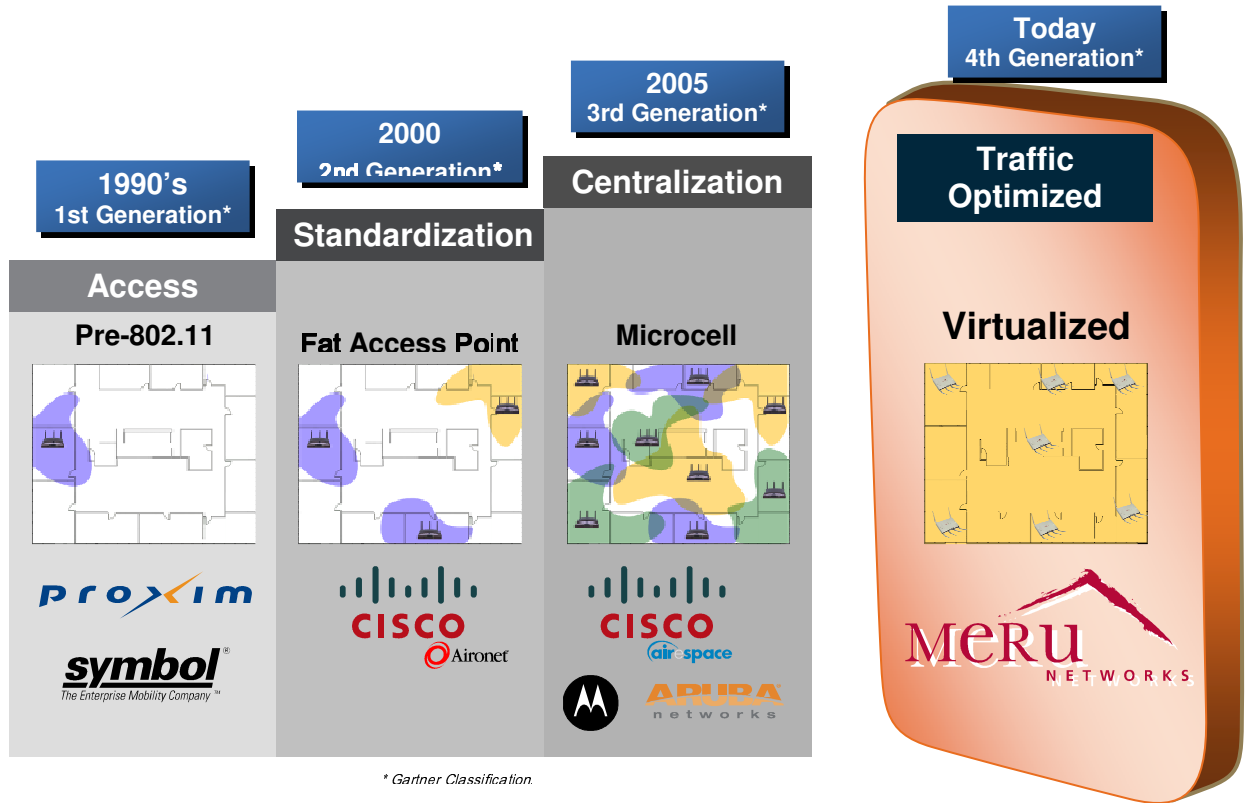 1990's
1st Generation*
Access
Pre-802.11
proxim
symbol®
The Enterprise Mobility Company™
2000
2nd Generation*
Standardization
Fat Access Point
CISCO
Aironet
2005
3rd Generation*
Centralization
Microcell
CISCO
airespace
ARUBA
networks
Today
4th Generation*
Traffic
Optimized
Virtualized
MeRU
NETWORKS
* Gartner Classification.